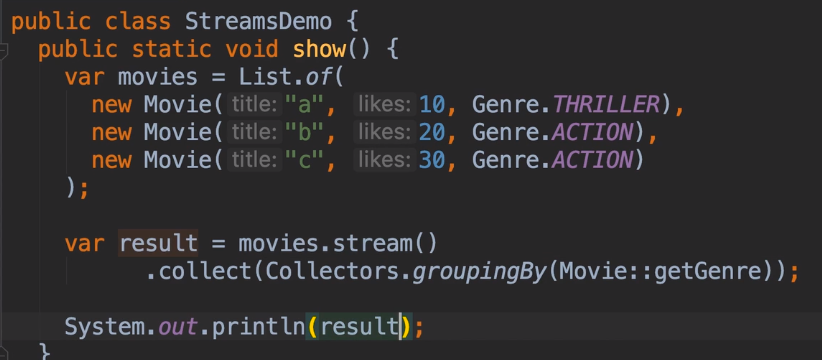 public class StreamsDemo {
public static void show() {
var movies = List.of(
new Movie( title: "a", likes: 10, Genre.THRILLER),
new Movie( title: "b", likes: 20, Genre.ACTION),
new Movie( title: "c", likes: 30, Genre.ACTION)
);
var result = movies.stream()
.collect(Collectors.groupingBy(Movie::getGenre));
System.out.println(result);
}